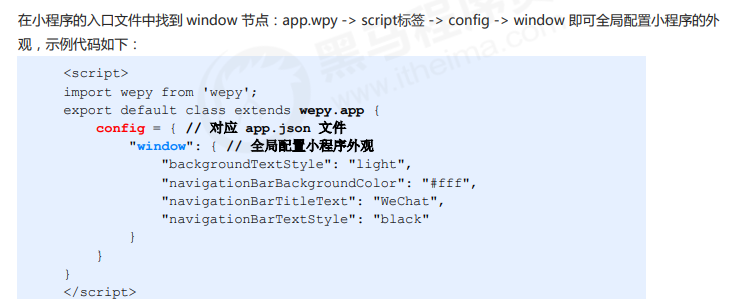 在小程序的入口文件中找到 window 节点：app.wpy -> script标签 -> config -> window 即可全局配置小程序的外
观，示例代码如下：
<script>
import wepy from 'wepy';
export default class extends wepy.app {
    config = { // 对应 app.json 文件
        "window": { // 全局配置小程序外观
            "backgroundTextStyle": "light",
            "navigationBarBackgroundColor": "#fff",
            "navigationBarTitleText": "WeChat",
            "navigationBarTextStyle": "black"
        }
    }
}
</script>
黑马程序员
www.itheima.com